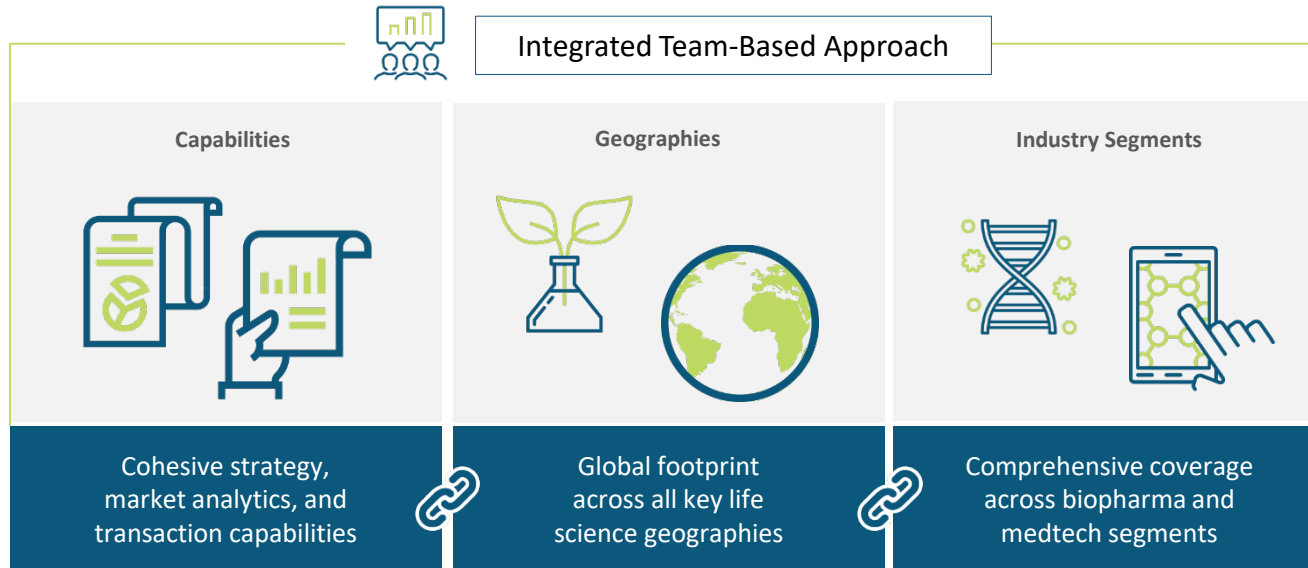 Integrated Team-Based Approach
Capabilities
Geographies
Industry Segments
Cohesive strategy,
market analytics, and
transaction capabilities
Global footprint
across all key life
science geographies
Comprehensive coverage
across biopharma and
medtech segments